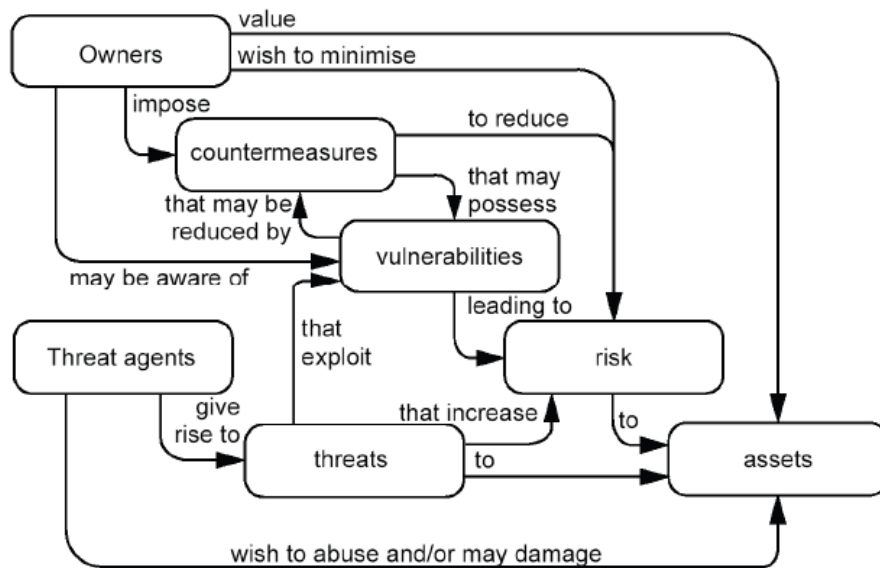 value
Owners
wish to minimise
impose
to reduce
countermeasures
that may
possess
that may be
reduced by
vulnerabilities
may be aware of
leading to
that
exploit
Threat agents
risk
give
rise to
that increase
to
threats
to
assets
wish to abuse and/or may damage